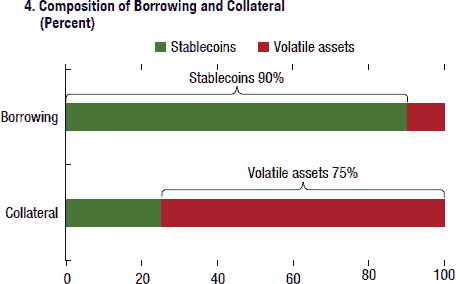 4. Composition of Borrowing and Collateral
(Percent)
Stablecoins Volatile assets
Stablecoins 90%
Borrowing
Volatile assets 75%
Collateral
0 20 40 60 80 100